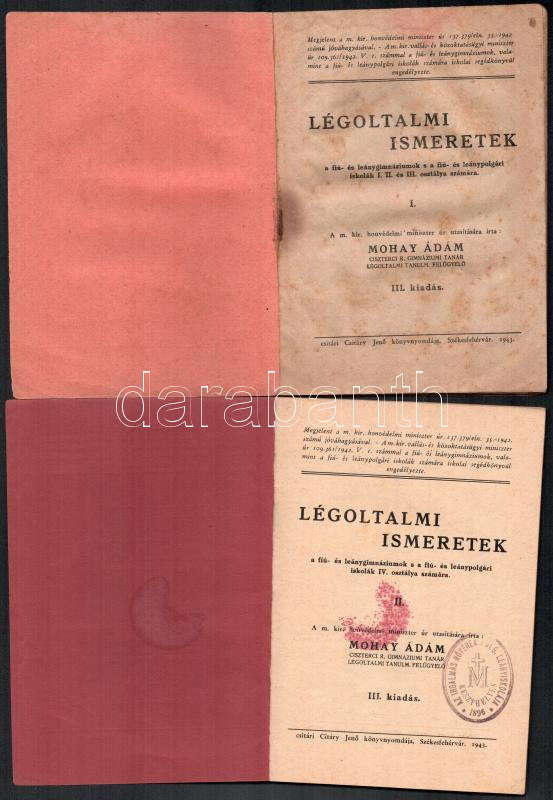 Megjelent a m. kir. honvédelmi miniszter úr 137.379/eln. 35.-1942.
számú jóváhagyásával. - A m. kir. vallás- és közoktatásügyi miniszter
úr 109.361/1942. V. 1. számmal a fiú- és leánygimnáziumok, vala-
mint a fiú- és leánypolgári iskolák számára iskolai segédkönyvül
engedélyezte.
LÉGOLTALMI
ISMERETEK
a fiú- és leánygimnáziumok s a fiú- és leánypolgári
iskolák I. II. és III. osztálya számára.
I.
A m. kir. honvédelmi miniszter úr utasítására írta :
MOHAY ÁDÁM
CISZTERCI R. GIMNÁZIUMI TANÁR
LÉGOLTALMI TANULM. FELÜGYELŐ
III. kiadás.
csitári Csitáry Jenő könyvnyomdája, Székesfehérvár. 1943.
darabanth
Megjelent a m. kir. honvédelmi miniszter úr 137.379/eln. 35.-1942.
számú jóváhagyásával. - A m. kir. vallás- és közoktatásügyi miniszter
úr 109.361/1942. V. 1. számmal a fiú- és leánygimnáziumok, vala-
mint a fiú- és leánypolgári iskolák számára iskolai segédkönyvül
engedélyezte.
LÉGOLTALMI
ISMERETEK
a fiú- és leánygimnáziumok s a fiú- és leánypolgári
iskolák IV. osztálya számára.
II.
A m. kir. honvédelmi miniszter úr utasítására írta :
MOHAY ÁDÁM
CISZTERCI R. GIMNÁZIUMI TANÁR
LÉGOLTALMI TANULM. FELÜGYELŐ
AZ IRGALMAS NŐVÉREK LEÁNYISKOLÁJA
KESZTHELYEN
M
* 1896 *
III. kiadás.
csitári Citáry Jenő könyvnyomdája, Székesfehérvár. 1943.